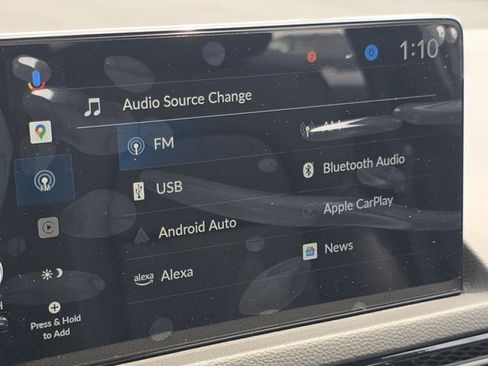 1:10
Audio Source Change
FM
AM
USB
Bluetooth Audio
Android Auto
Apple CarPlay
alexa
Alexa
News
FM
Press & Hold
to Add